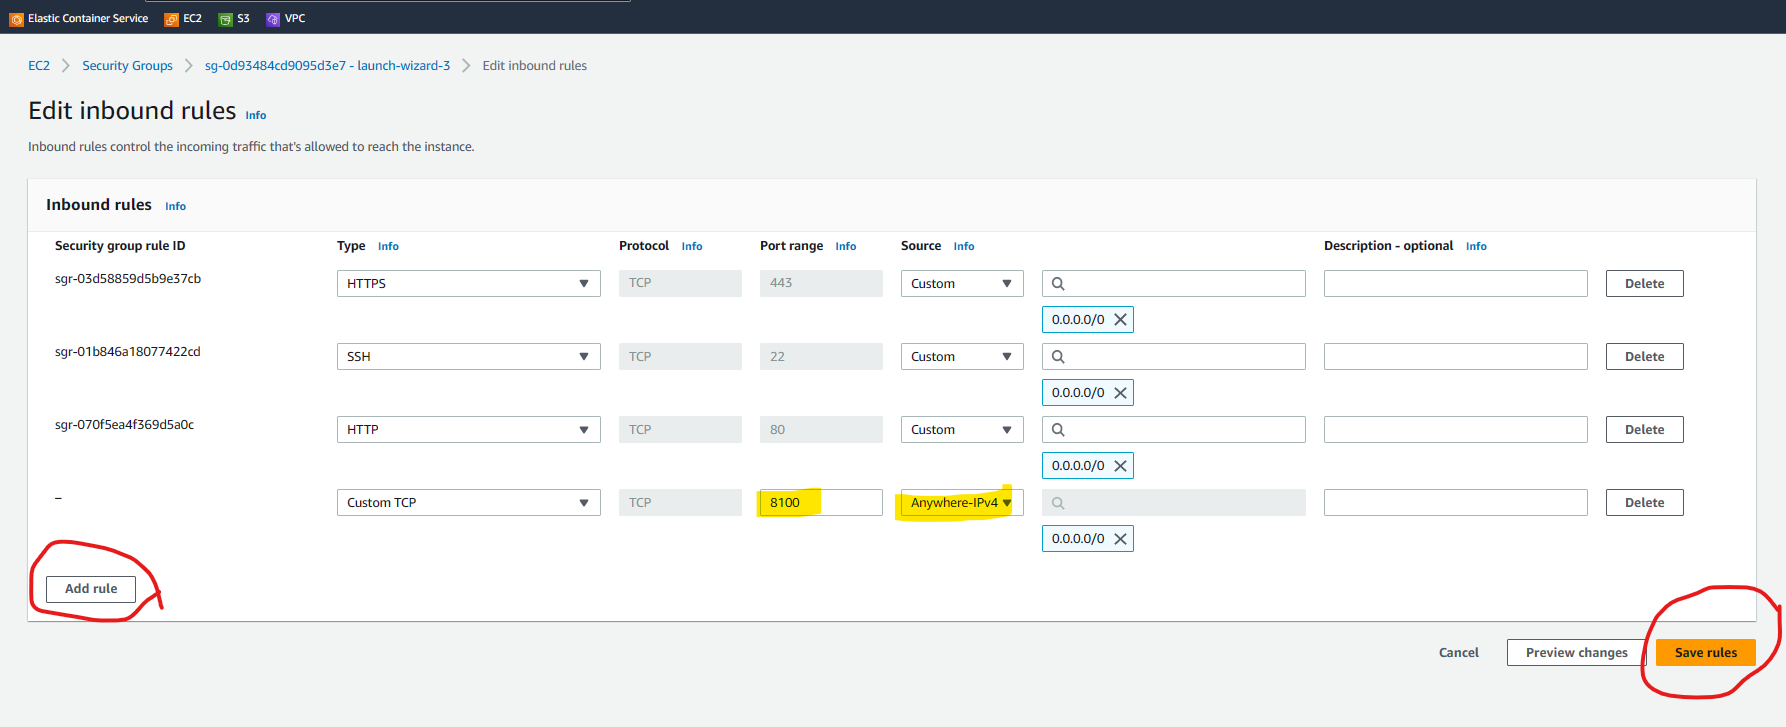 Elastic Container Service EC2 S3 VPC
EC2 Security Groups sg-0d93484cd9095d3e7 - launch-wizard-3 Edit inbound rules
Edit inbound rules Info
Inbound rules control the incoming traffic that's allowed to reach the instance.
Inbound rules Info
Security group rule ID Type Info Protocol Info Port range Info Source Info Description - optional Info
sgr-03d58859d5b9e37cb HTTPS TCP 443 Custom Delete
0.0.0.0/0
sgr-01b846a18077422cd SSH TCP 22 Custom Delete
0.0.0.0/0
sgr-070f5ea4f369d5a0c HTTP TCP 80 Custom Delete
0.0.0.0/0
– Custom TCP TCP 8100 Anywhere-IPv4 Delete
0.0.0.0/0
Add rule
Cancel Preview changes Save rules